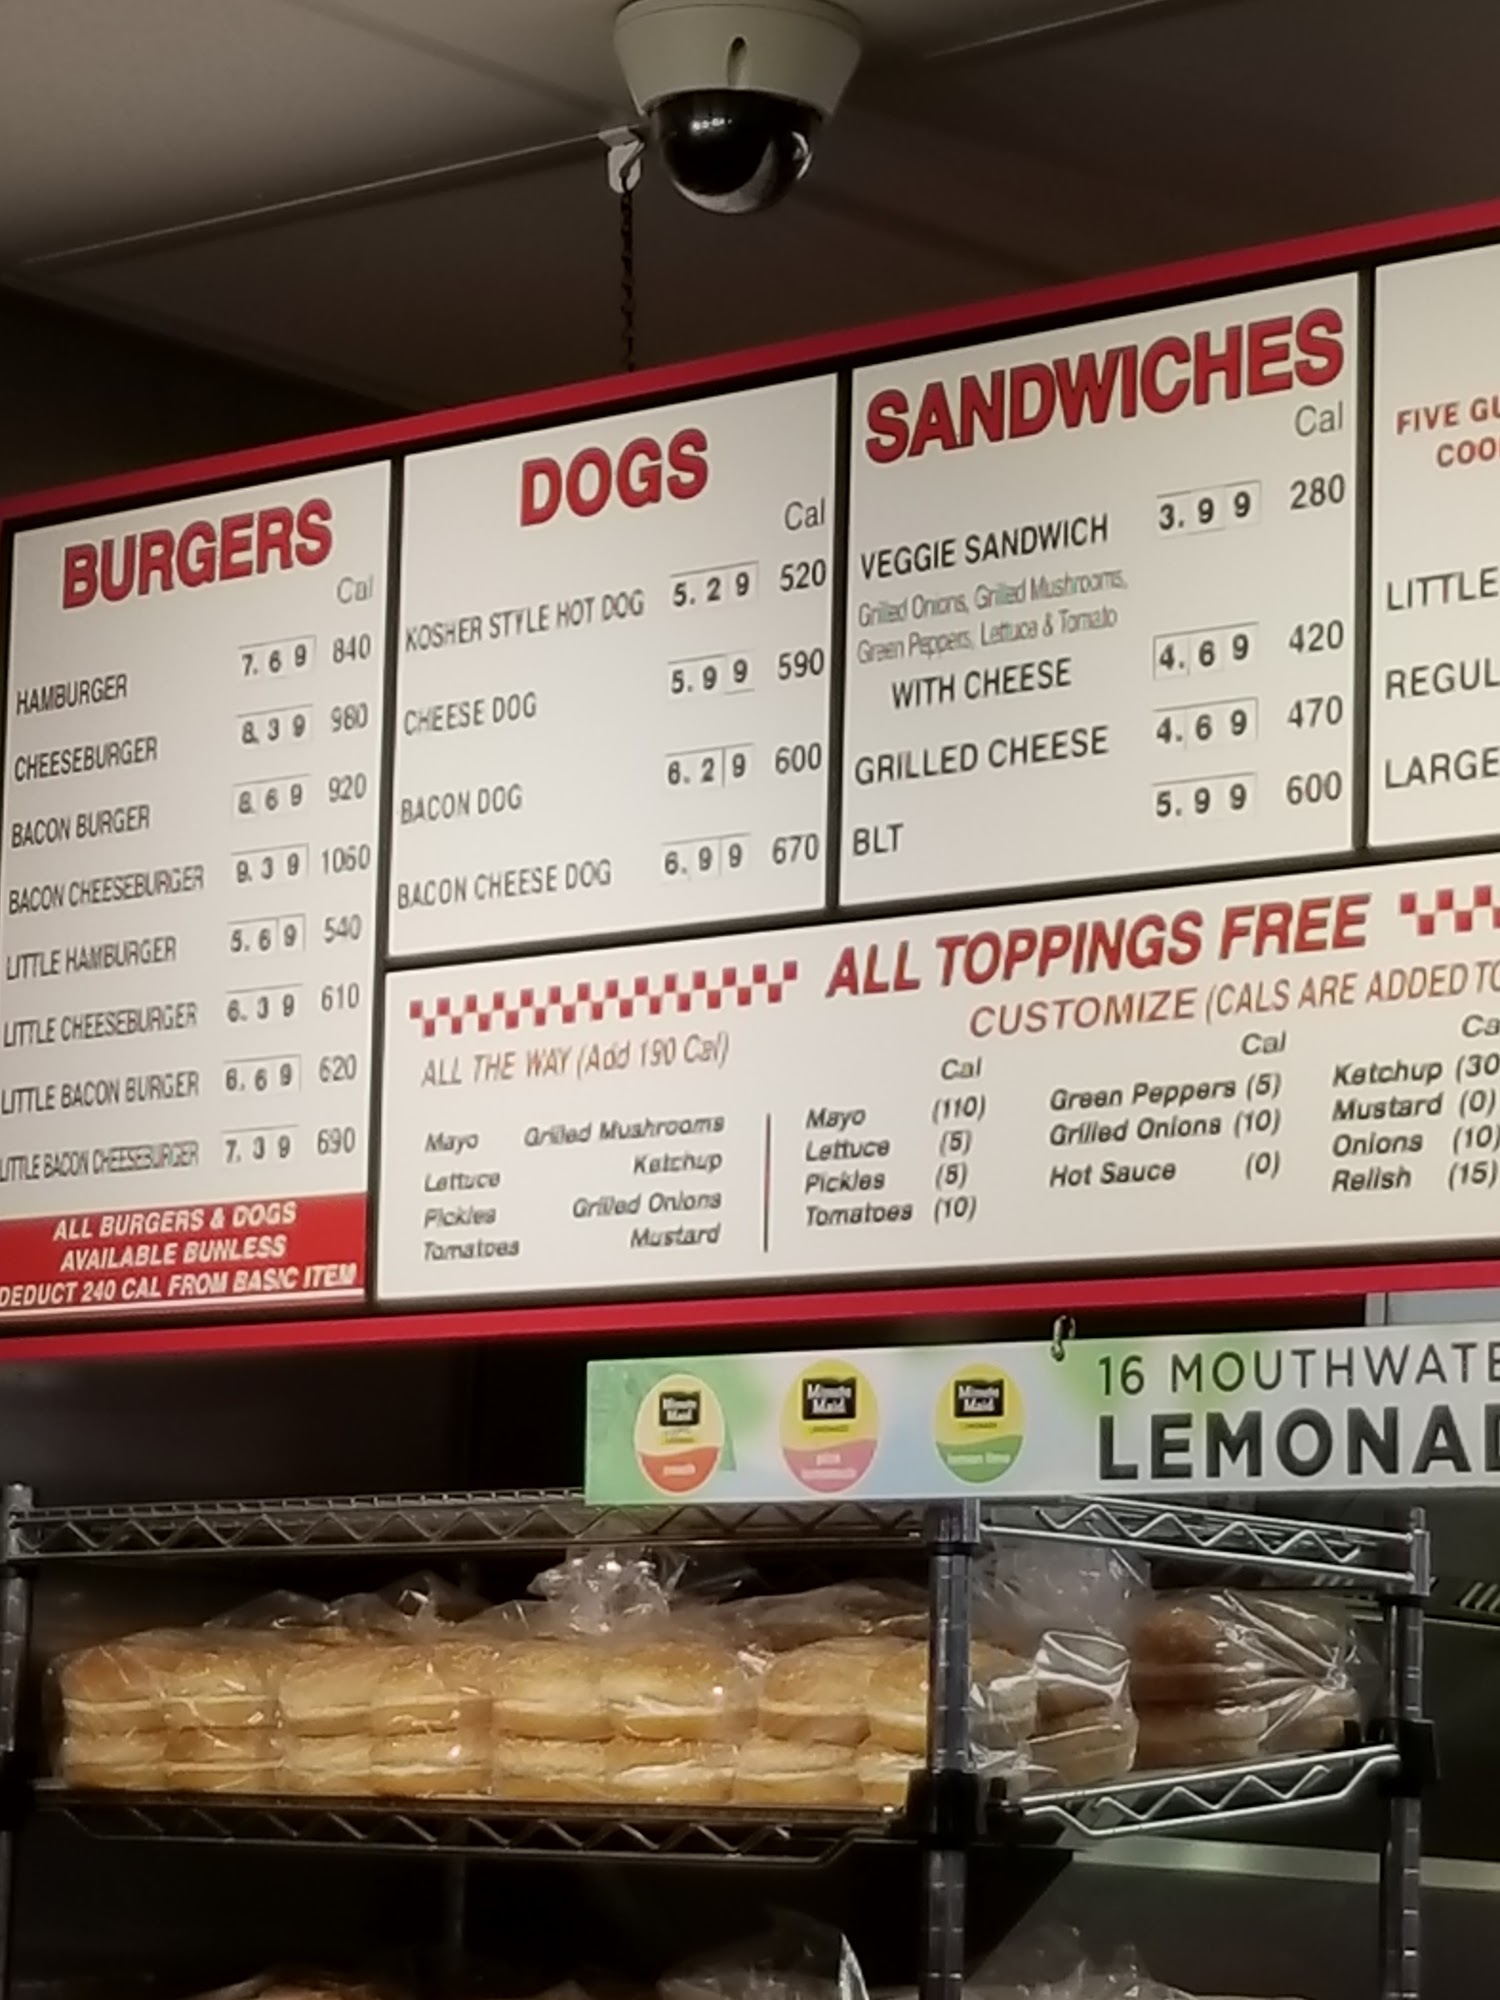 BURGERS
Cal
HAMBURGER 7.69 840
CHEESEBURGER 8.39 980
BACON BURGER 8.69 920
BACON CHEESEBURGER 9.39 1060
LITTLE HAMBURGER 5.69 540
LITTLE CHEESEBURGER 6.39 610
LITTLE BACON BURGER 6.69 620
LITTLE BACON CHEESEBURGER 7.39 690
ALL BURGERS & DOGS
AVAILABLE BUNLESS
DEDUCT 240 CAL FROM BASIC ITEM
DOGS
Cal
KOSHER STYLE HOT DOG 5.29 520
CHEESE DOG 5.99 590
BACON DOG 6.29 600
BACON CHEESE DOG 6.99 670
SANDWICHES
Cal
VEGGIE SANDWICH 3.99 280
Grilled Onions, Grilled Mushrooms,
Green Peppers, Lettuce & Tomato
WITH CHEESE 4.69 420
GRILLED CHEESE 4.69 470
BLT 5.99 600
FIVE GU
COO
LITTLE
REGUL
LARGE
ALL TOPPINGS FREE
CUSTOMIZE (CALS ARE ADDED TO
ALL THE WAY (Add 190 Cal)
Mayo Grilled Mushrooms
Lettuce Ketchup
Pickles Grilled Onions
Tomatoes Mustard
Cal
Mayo (110)
Lettuce (5)
Pickles (5)
Tomatoes (10)
Cal
Green Peppers (5)
Grilled Onions (10)
Hot Sauce (0)
Ca
Ketchup (30
Mustard (0)
Onions (10)
Relish (15)
Minute
Maid
Minute
Maid
Minute
Maid
16 MOUTHWATE
LEMONAD